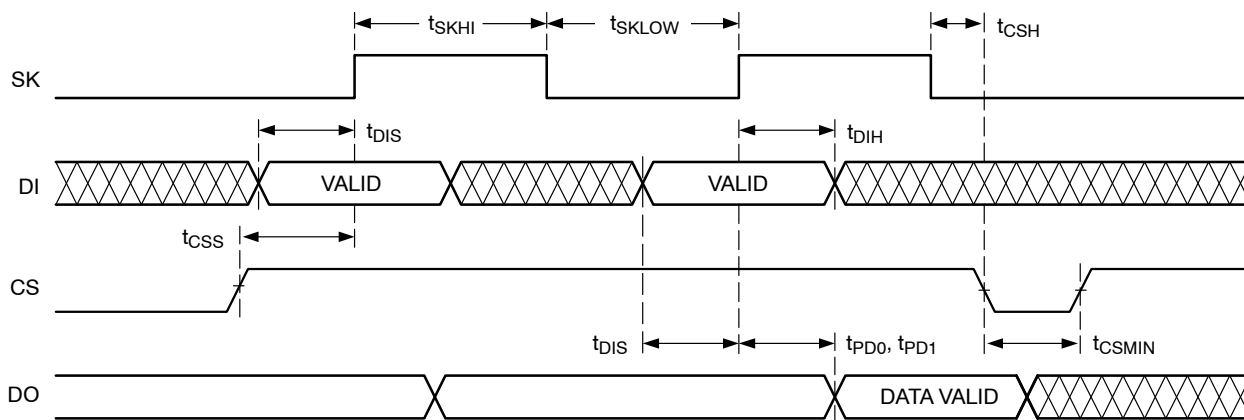 tSKHI tSKLOW tCSH
SK
tDIS tDIH
DI VALID VALID
tCSS
CS
tDIS tPD0, tPD1 tCSMIN
DO DATA VALID